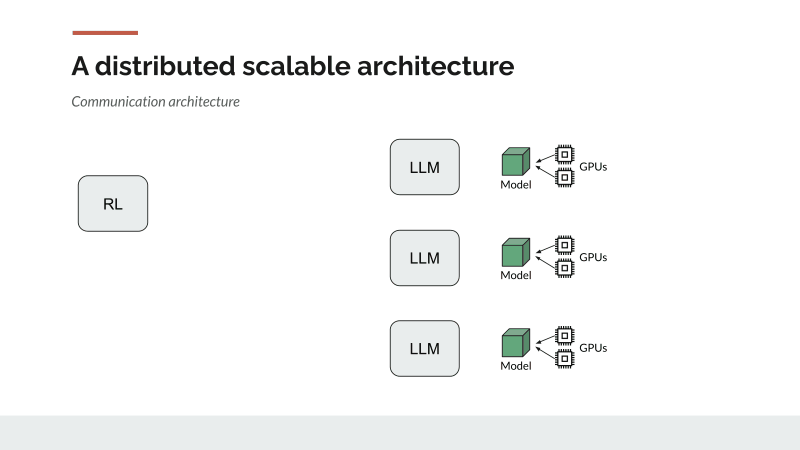 A distributed scalable architecture
Communication architecture
RL
LLM
Model
GPUs
LLM
Model
GPUs
LLM
Model
GPUs